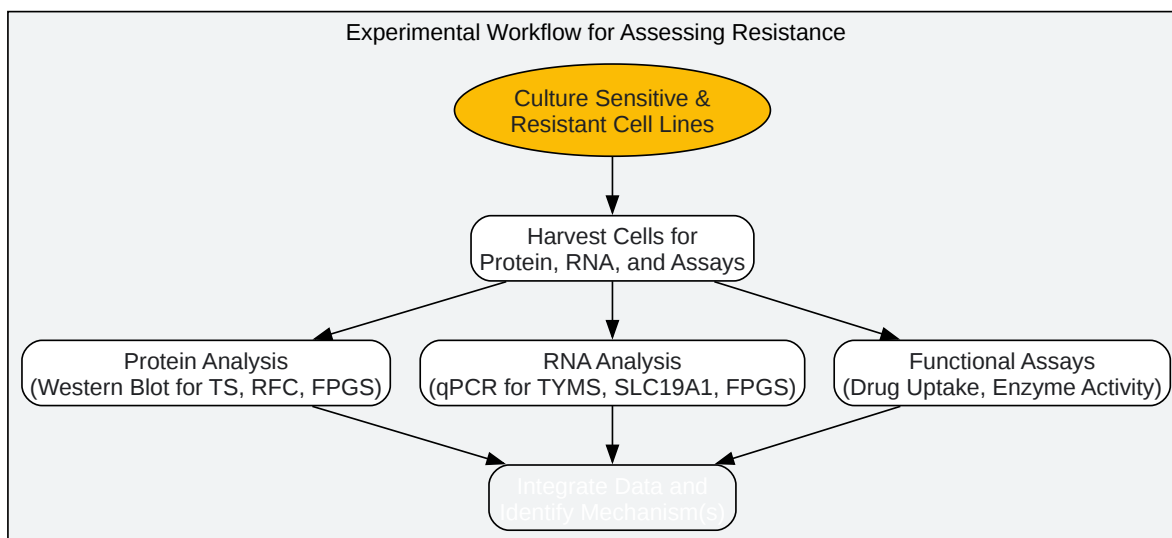 Experimental Workflow for Assessing Resistance
Culture Sensitive &
Resistant Cell Lines
Harvest Cells for
Protein, RNA, and Assays
Protein Analysis
(Western Blot for TS, RFC, FPGS)
RNA Analysis
(qPCR for TYMS, SLC19A1, FPGS)
Functional Assays
(Drug Uptake, Enzyme Activity)
Integrate Data and
Identify Mechanism(s)